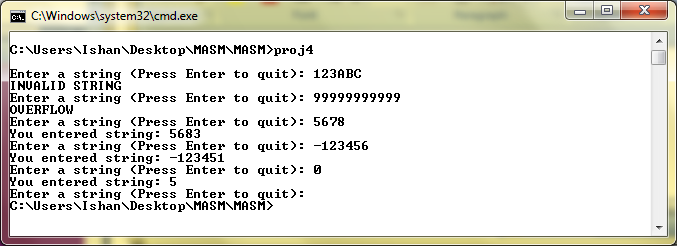 C:\Windows\system32\cmd.exe
C:\Users\Ishan\Desktop\MASM\MASM>proj4
Enter a string (Press Enter to quit): 123ABC
INVALID STRING
Enter a string (Press Enter to quit): 99999999999
OVERFLOW
Enter a string (Press Enter to quit): 5678
You entered string: 5683
Enter a string (Press Enter to quit): -123456
You entered string: -123451
Enter a string (Press Enter to quit): 0
You entered string: 5
Enter a string (Press Enter to quit):
C:\Users\Ishan\Desktop\MASM\MASM>